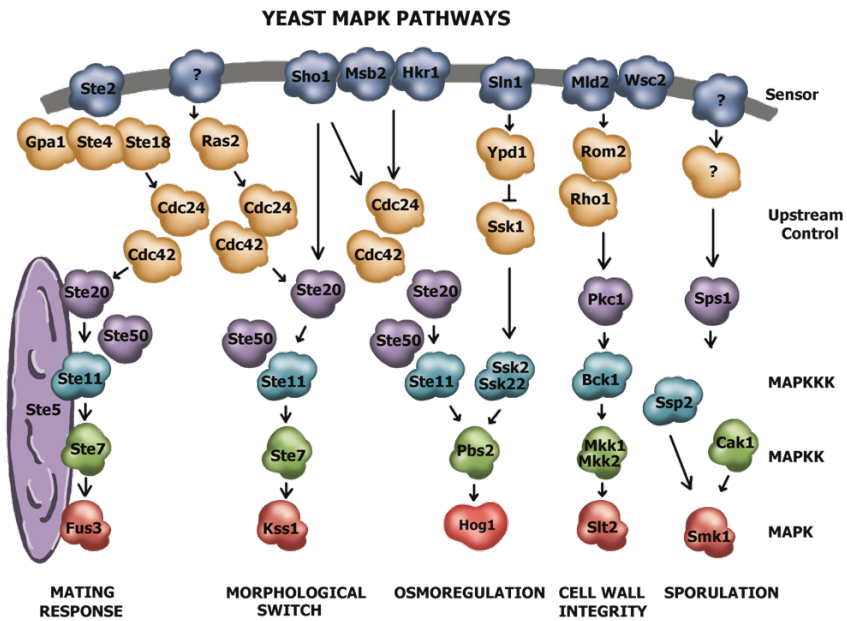 YEAST MAPK PATHWAYS
Ste2
?
Sho1
Msb2
Hkr1
Sln1
Mld2
Wsc2
?
Sensor
Gpa1
Ste4
Ste18
Ras2
Ypd1
Rom2
?
Cdc24
Cdc24
Cdc24
Rho1
Ssk1
Upstream
Control
Cdc42
Cdc42
Cdc42
Ste20
Ste20
Ste20
Pkc1
Sps1
Ste50
Ste50
Ste50
Ste5
Ste11
Ste11
Ste11
Ssk2
Ssk22
Bck1
Ssp2
MAPKKK
Ste7
Ste7
Pbs2
Mkk1
Mkk2
Cak1
MAPKK
Fus3
Kss1
Hog1
Slt2
Smk1
MAPK
MATING
RESPONSE
MORPHOLOGICAL
SWITCH
OSMOREGULATION
CELL WALL
INTEGRITY
SPORULATION